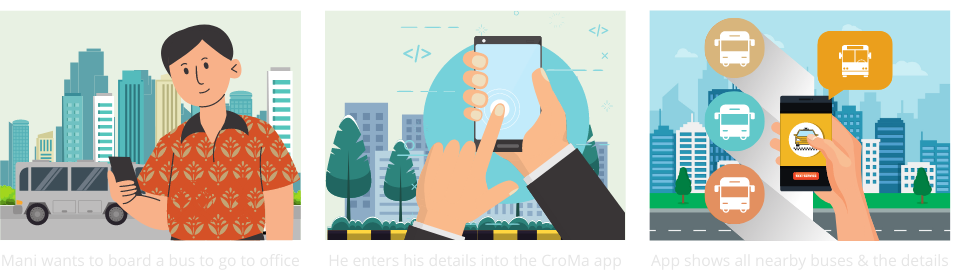 </>
</>
Mani wants to board a bus to go to office
He enters his details into the CroMa app
App shows all nearby buses & the details